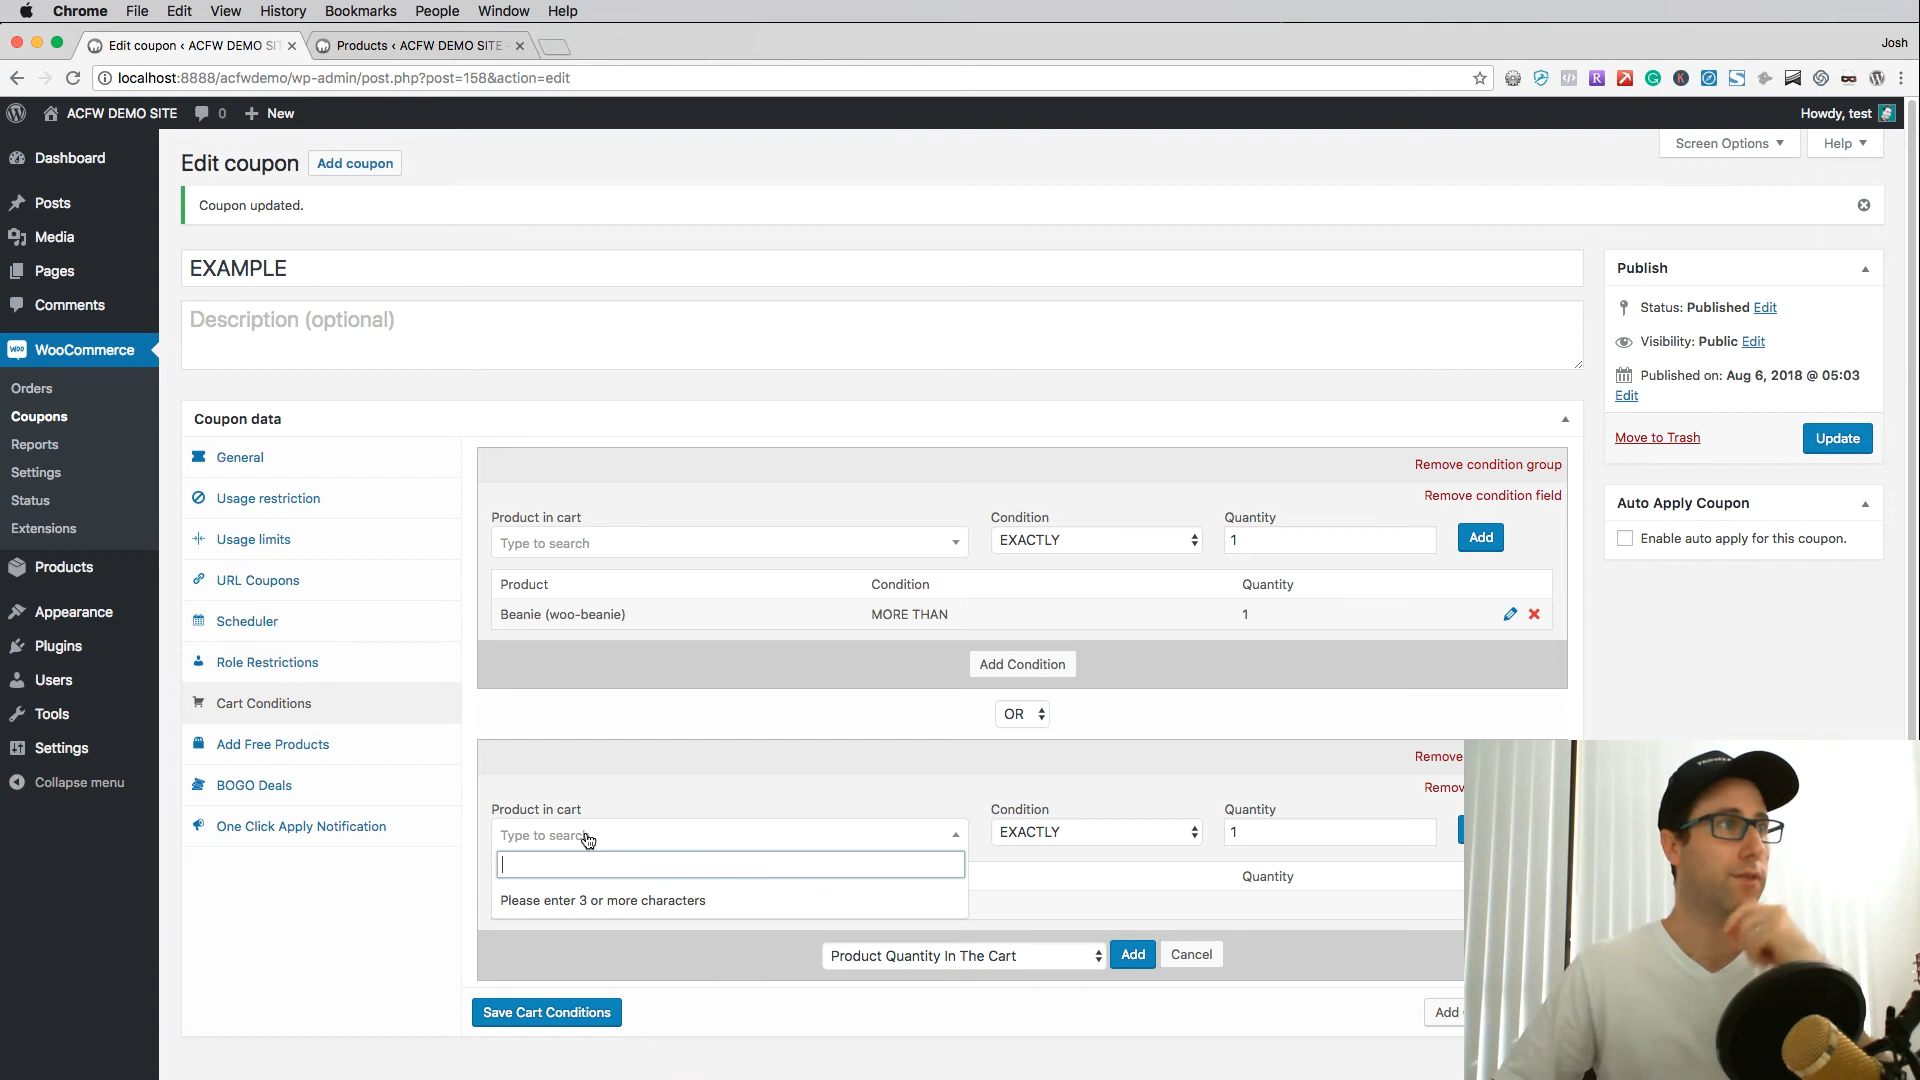 Chrome File Edit View History Bookmarks People Window Help
Edit coupon ‹ ACFW DEMO SI
Products ‹ ACFW DEMO SITE
Josh
localhost:8888/acfwdemo/wp-admin/post.php?post=158&action=edit
ACFW DEMO SITE 0 New
Howdy, test
Screen Options Help
Dashboard
Posts
Media
Pages
Comments
WooCommerce
Orders
Coupons
Reports
Settings
Status
Extensions
Products
Appearance
Plugins
Users
Tools
Settings
Collapse menu
Edit coupon Add coupon
Coupon updated.
EXAMPLE
Description (optional)
Coupon data
General
Usage restriction
Usage limits
URL Coupons
Scheduler
Role Restrictions
Cart Conditions
Add Free Products
BOGO Deals
One Click Apply Notification
Remove condition group
Remove condition field
Product in cart Condition Quantity
Type to search EXACTLY 1 Add
Product Condition Quantity
Beanie (woo-beanie) MORE THAN 1
Add Condition
OR
Remove
Remov
Product in cart Condition Quantity
Type to search EXACTLY 1
Quantity
Please enter 3 or more characters
Product Quantity In The Cart Add Cancel
Save Cart Conditions
Add
Publish
Status: Published Edit
Visibility: Public Edit
Published on: Aug 6, 2018 @ 05:03
Edit
Move to Trash Update
Auto Apply Coupon
Enable auto apply for this coupon.